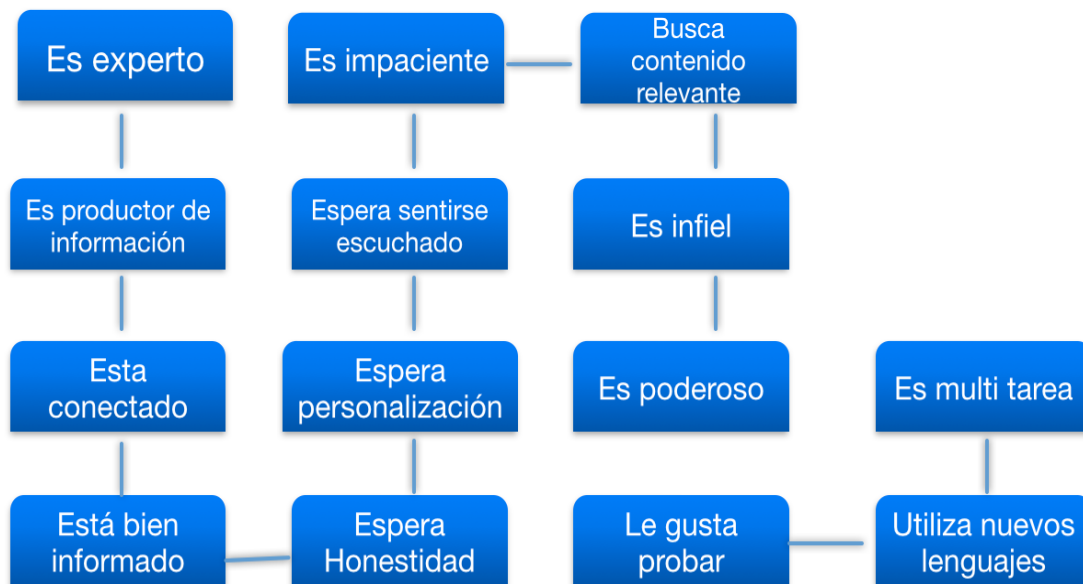 Es experto
Es impaciente
Busca
contenido
relevante
Es productor de
información
Espera sentirse
escuchado
Es infiel
Esta
conectado
Espera
personalización
Es poderoso
Es multi tarea
Está bien
informado
Espera
Honestidad
Le gusta
probar
Utiliza nuevos
lenguajes